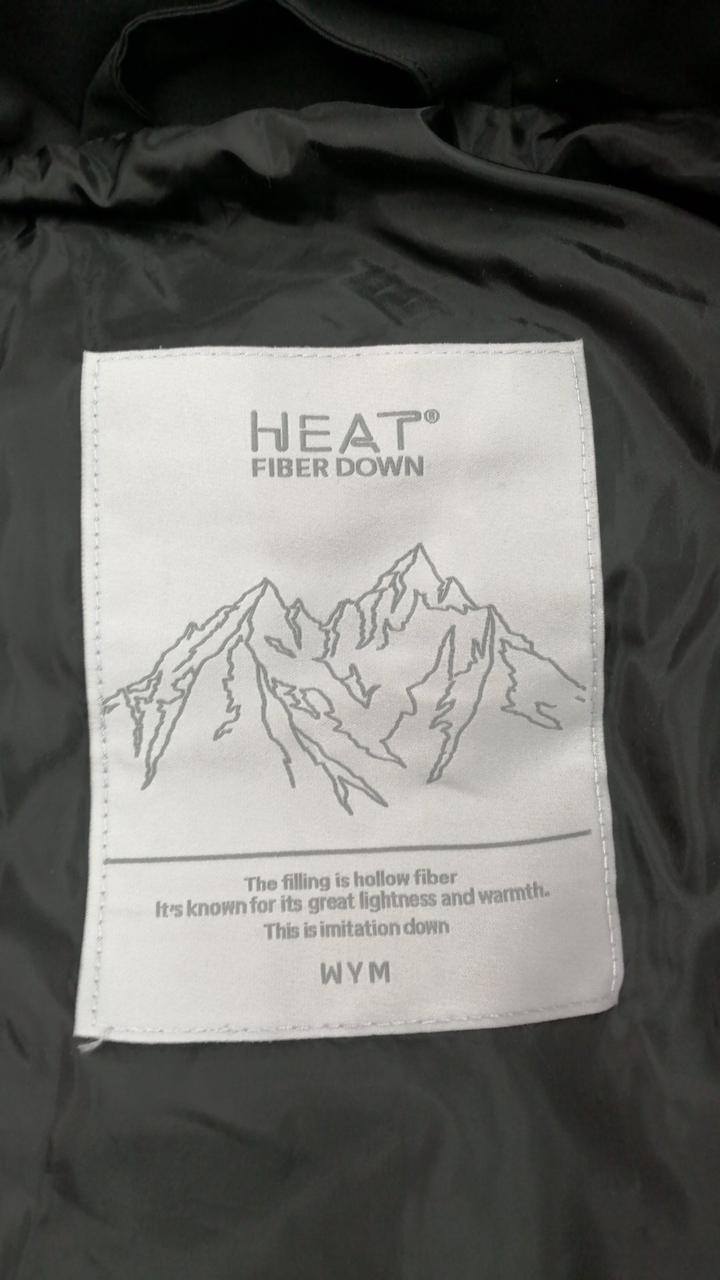 HEAT®
FIBER DOWN
The filling is hollow fiber
It's known for its great lightness and warmth.
This is imitation down
WYM